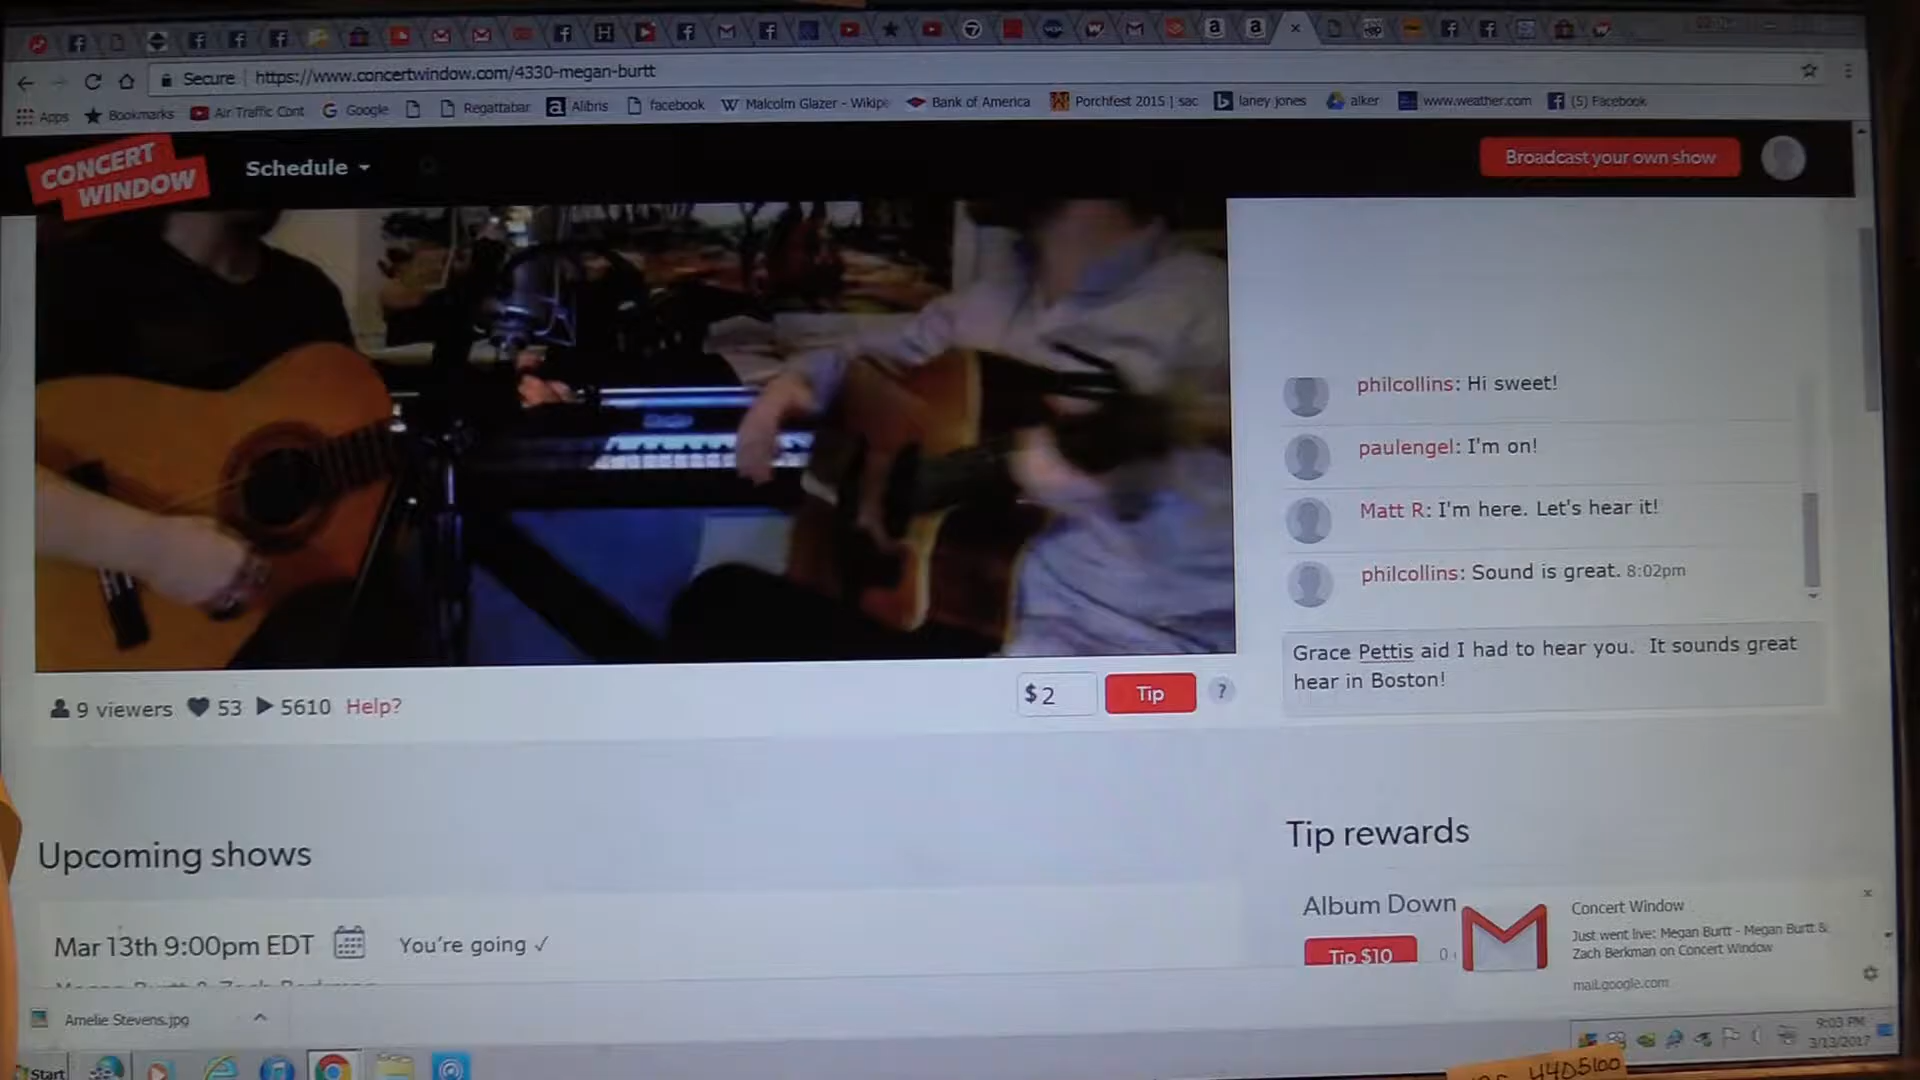 Secure
https://www.concertwindow.com/4330-megan-burtt
Apps
Bookmarks
Air Traffic Cont
Google
Regattabar
Alibris
facebook
Malcolm Glazer - Wikipe
Bank of America
Porchfest 2015 | sac
laney jones
alker
www.weather.com
(5) Facebook
CONCERT
WINDOW
Schedule
Broadcast your own show
philcollins: Hi sweet!
paulengel: I'm on!
Matt R: I'm here. Let's hear it!
philcollins: Sound is great. 8:02pm
Grace Pettis aid I had to hear you. It sounds great
hear in Boston!
9 viewers 53 5610 Help?
$ 2
Tip
?
Upcoming shows
Mar 13th 9:00pm EDT
You're going ✓
Tip rewards
Album Down
Tip $10
0
Concert Window
Just went live: Megan Burtt - Megan Burtt &
Zach Berkman on Concert Window
mail.google.com
Amelie Stevens.jpg
Start
9:03 PM
3/13/2017
4405100